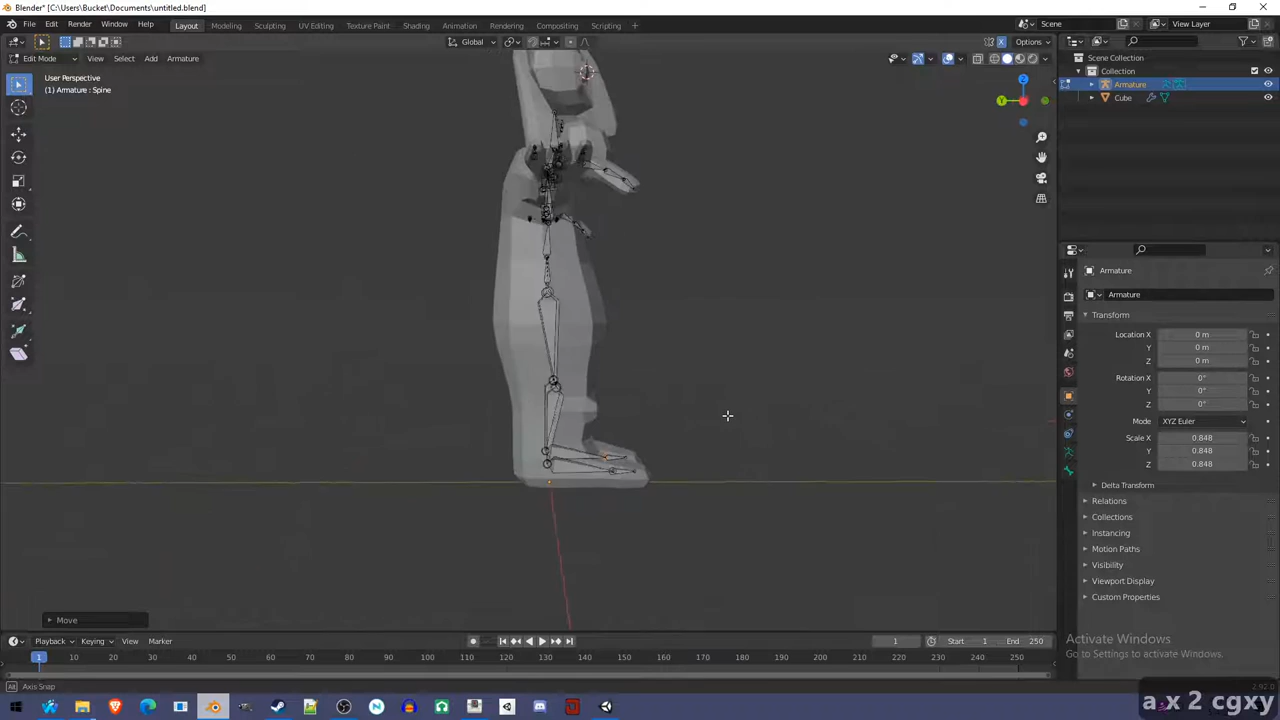 Blender* [C:\Users\Bucket\Documents\untitled.blend]
File Edit Render Window Help Layout Modeling Sculpting UV Editing Texture Paint Shading Animation Rendering Compositing Scripting Scene View Layer
Global Options
Edit Mode View Select Add Armature
User Perspective
(1) Armature : Spine
Scene Collection
Collection
Armature
Cube
Z
Y
Armature
Armature
Transform
Location X 0 m
Y 0 m
Z 0 m
Rotation X 0°
Y 0°
Z 0°
Mode XYZ Euler
Scale X 0.848
Y 0.848
Z 0.848
Delta Transform
Relations
Collections
Instancing
Motion Paths
Visibility
Viewport Display
Custom Properties
Move
Playback Keying View Marker 1 Start 1 End 250
1 10 20 30 40 50 60 70 80 90 100 110 120 130 140 150 160 170 180 190 200 210 220 230 240 250
Activate Windows
Go to Settings to activate Windows.
Axis Snap 2.92.0
a x 2 cgxy